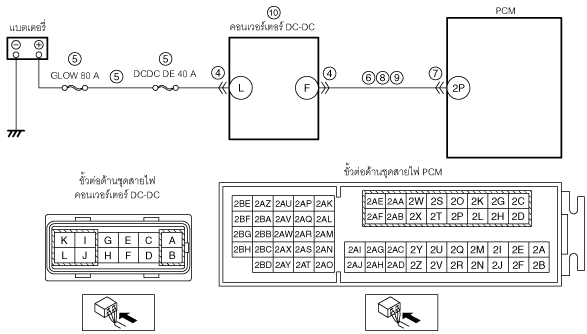 ⑩
คอนเวอร์เตอร์ DC-DC
PCM
แบตเตอรี่
− +
⑤ ⑤
GLOW 80 A ⑤ DCDC DE 40 A ④ L F ④ ⑥⑧⑨ ⑦ 2P
ขั้วต่อด้านชุดสายไฟ
คอนเวอร์เตอร์ DC-DC
K I G E C A
L J H F D B
ขั้วต่อด้านชุดสายไฟ PCM
2BE 2AZ 2AU 2AP 2AK 2AE 2AA 2W 2S 2O 2K 2G 2C
2BF 2BA 2AV 2AQ 2AL 2AF 2AB 2X 2T 2P 2L 2H 2D
2BG 2BB 2AW 2AR 2AM
2BH 2BC 2AX 2AS 2AN 2AI 2AG 2AC 2Y 2U 2Q 2M 2I 2E 2A
2BD 2AY 2AT 2AO 2AJ 2AH 2AD 2Z 2V 2R 2N 2J 2F 2B